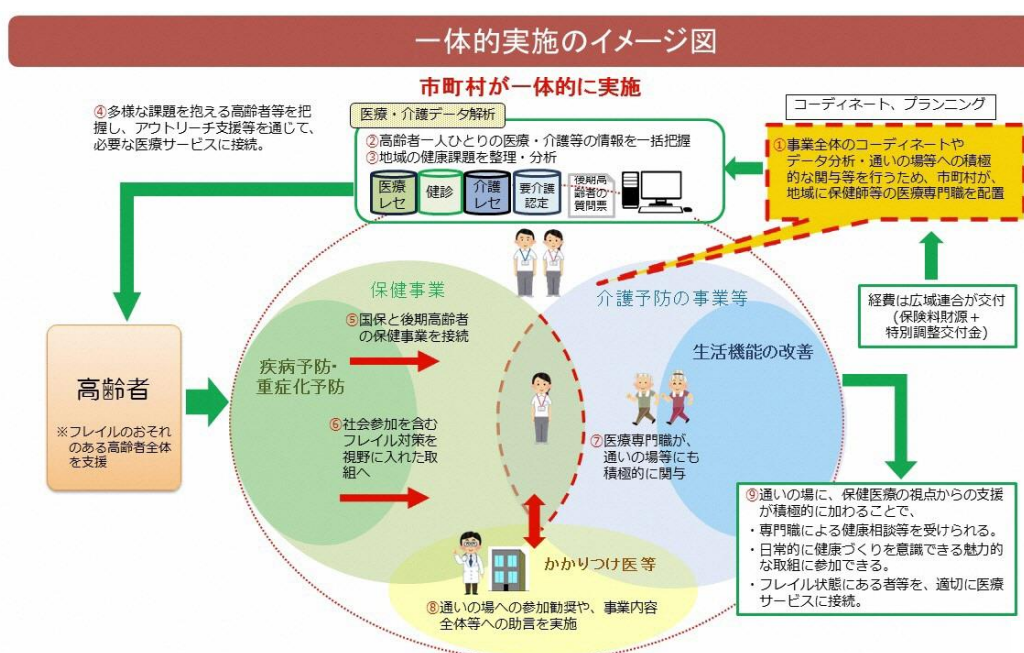 一体的実施のイメージ図
市町村が一体的に実施
④多様な課題を抱える高齢者等を把
握し、アウトリーチ支援等を通じて、
必要な医療サービスに接続。
医療・介護データ解析
②高齢者一人ひとりの医療・介護等の情報を一括把握
③地域の健康課題を整理・分析
医療
レセ
健診
介護
レセ
要介護
認定
後期高
齢者の
質問票
コーディネート、プランニング
①事業全体のコーディネートや
データ分析・通いの場等への積極
的な関与等を行うため、市町村が、
地域に保健師等の医療専門職を配置
経費は広域連合が交付
(保険料財源+
特別調整交付金)
高齢者
※フレイルのおそれ
のある高齢者全体
を支援
保健事業
⑤国保と後期高齢者
の保健事業を接続
疾病予防・
重症化予防
⑥社会参加を含む
フレイル対策を
視野に入れた取
組へ
介護予防の事業等
生活機能の改善
⑦医療専門職が、
通いの場等にも
積極的に関与
かかりつけ医等
⑧通いの場への参加勧奨や、事業内容
全体等への助言を実施
⑨通いの場に、保健医療の視点からの支援
が積極的に加わることで、
・専門職による健康相談等を受けられる。
・日常的に健康づくりを意識できる魅力的
な取組に参加できる。
・フレイル状態にある者等を、適切に医療
サービスに接続。